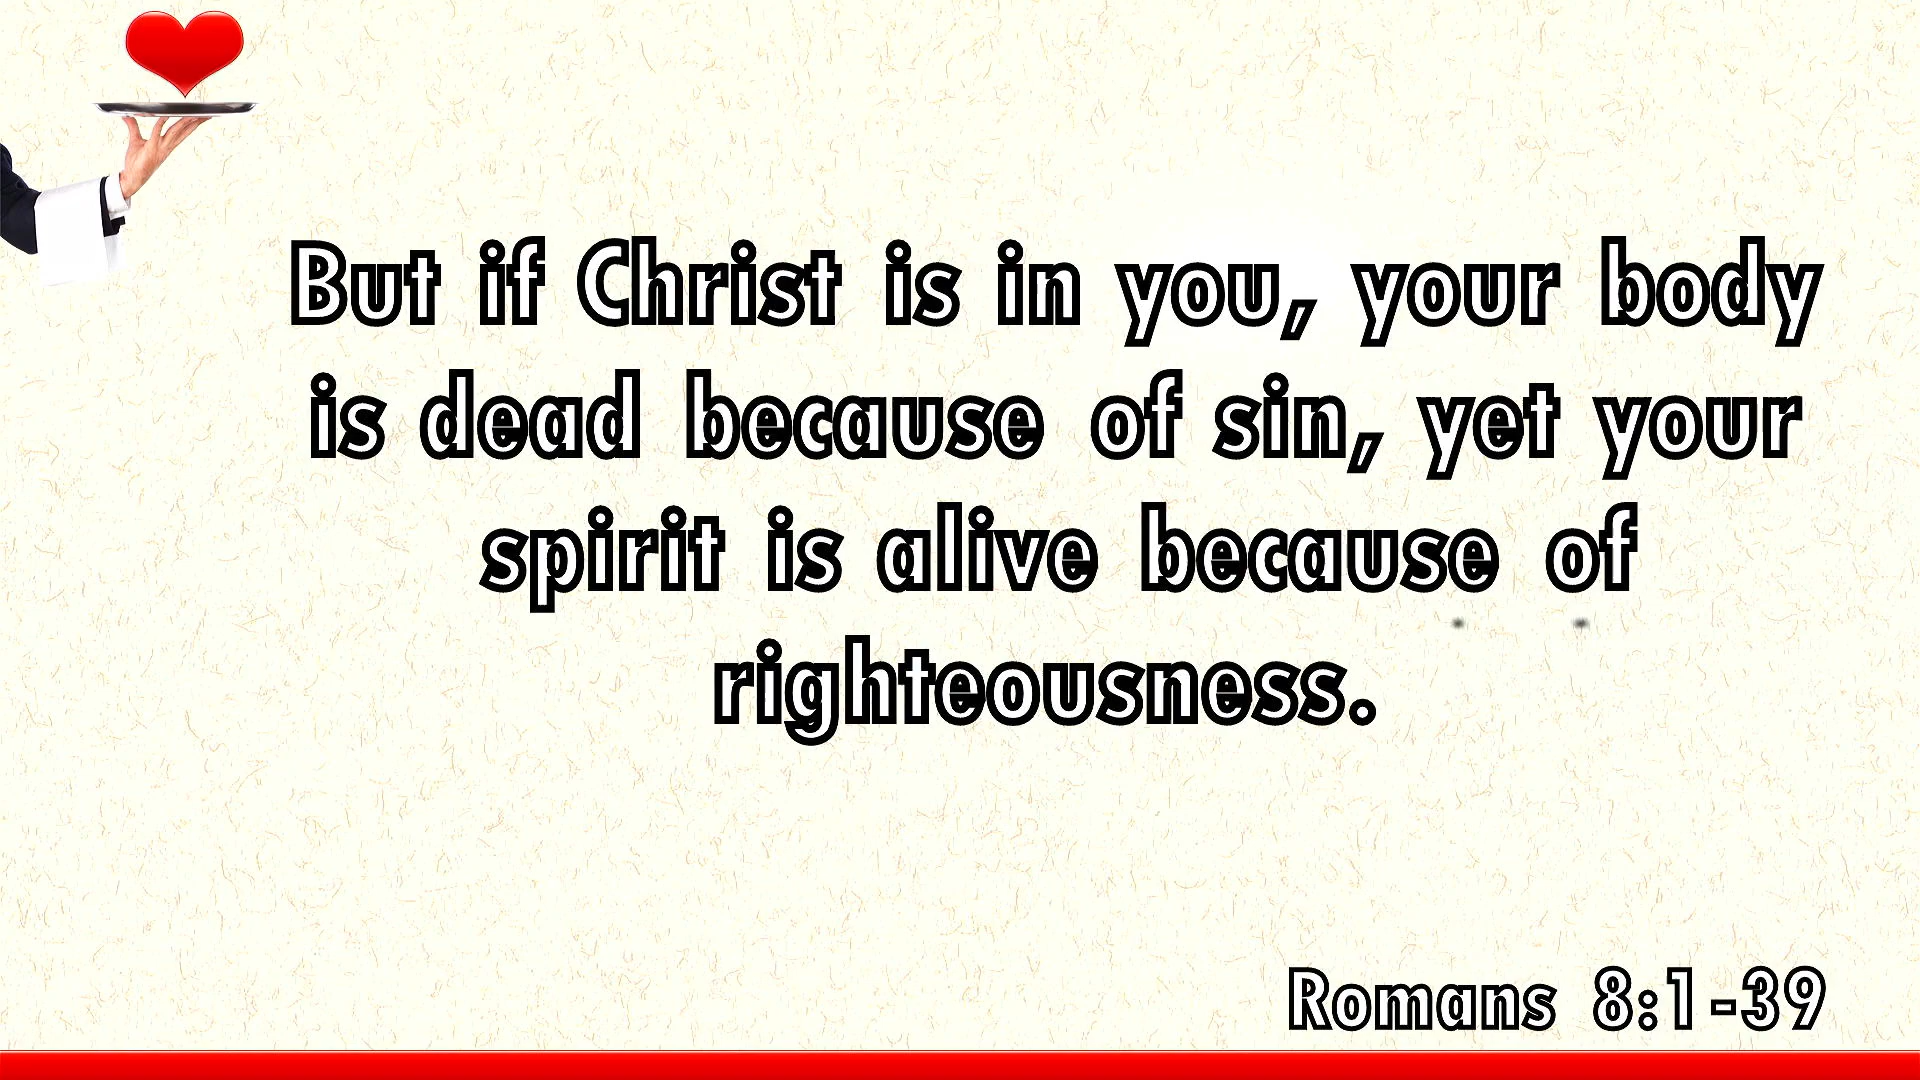 But if Christ is in you, your body
is dead because of sin, yet your
spirit is alive because of
righteousness.
Romans 8:1-39